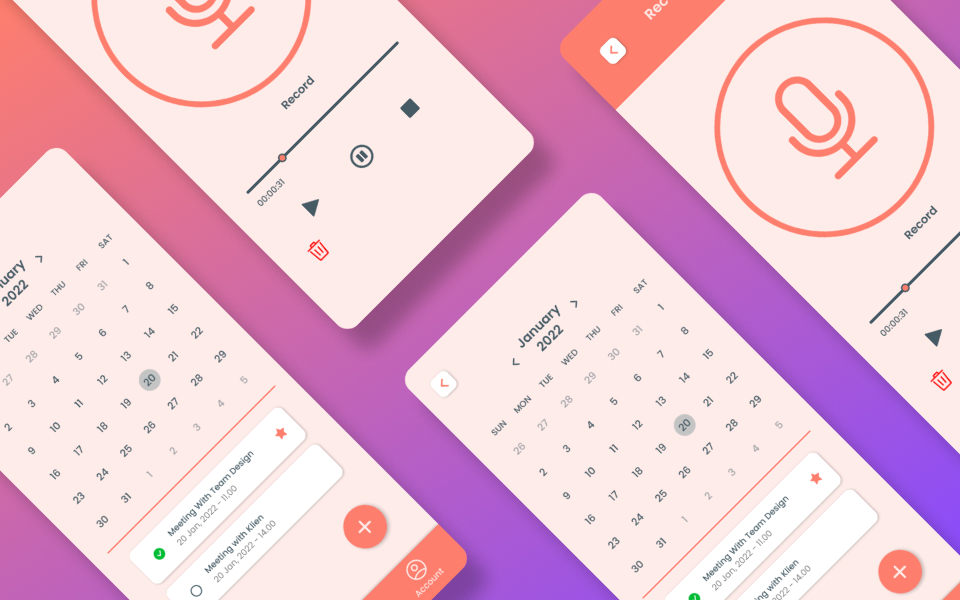 Record
00:00:31
Rec
Record
00:00:31
uary
2022
TUE WED THU FRI SAT
27 28 29 30 31 1
2 3 4 5 6 7 8
9 10 11 12 13 14 15
16 17 18 19 20 21 22
23 24 25 26 27 28 29
30 31 1 2 3 4 5
Meeting With Team Design
20 Jan, 2022 - 11.00
Meeting with Klien
20 Jan, 2022 - 14.00
Account
January
2022
SUN MON TUE WED THU FRI SAT
26 27 28 29 30 31 1
2 3 4 5 6 7 8
9 10 11 12 13 14 15
16 17 18 19 20 21 22
23 24 25 26 27 28 29
30 31 1 2 3 4 5
Meeting With Team Design
20 Jan, 2022 - 11.00
ing with Klien
2022 - 14.00